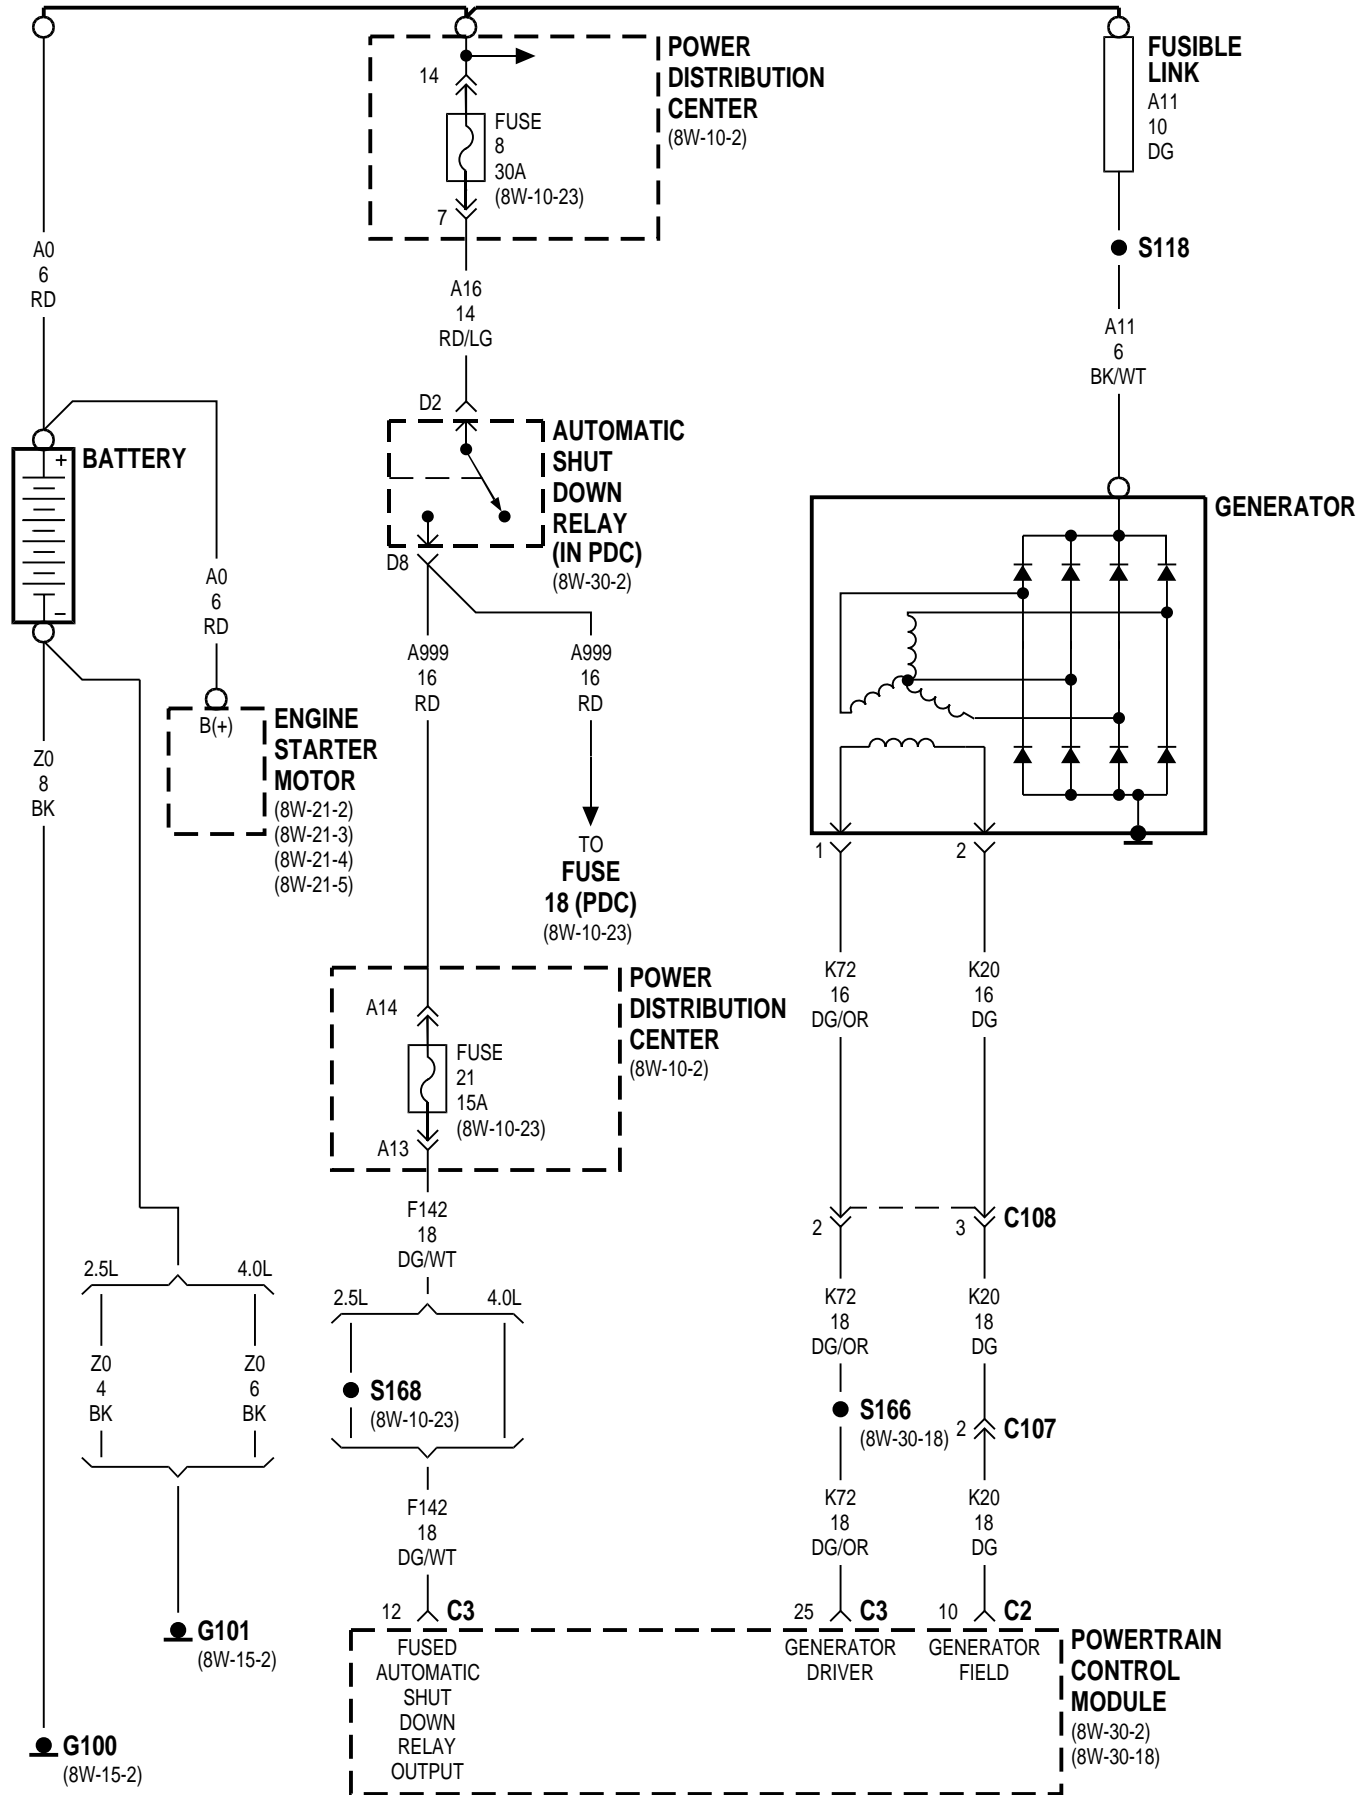 POWER
DISTRIBUTION
CENTER
(8W-10-2)
14
FUSE
8
30A
(8W-10-23)
7
FUSIBLE
LINK
A11
10
DG
S118
A0
6
RD
A16
14
RD/LG
A11
6
BK/WT
D2
AUTOMATIC
SHUT
DOWN
RELAY
(IN PDC)
(8W-30-2)
D8
+
BATTERY
–
GENERATOR
A0
6
RD
A999
16
RD
A999
16
RD
B(+)
ENGINE
STARTER
MOTOR
(8W-21-2)
(8W-21-3)
(8W-21-4)
(8W-21-5)
Z0
8
BK
TO
FUSE
18 (PDC)
(8W-10-23)
1
2
K72
16
DG/OR
K20
16
DG
POWER
DISTRIBUTION
CENTER
(8W-10-2)
A14
FUSE
21
15A
(8W-10-23)
A13
F142
18
DG/WT
2
3
C108
2.5L
4.0L
2.5L
4.0L
K72
18
DG/OR
K20
18
DG
Z0
4
BK
Z0
6
BK
S168
(8W-10-23)
S166
(8W-30-18)
2
C107
F142
18
DG/WT
K72
18
DG/OR
K20
18
DG
12
C3
25
C3
10
C2
G101
(8W-15-2)
FUSED
AUTOMATIC
SHUT
DOWN
RELAY
OUTPUT
GENERATOR
DRIVER
GENERATOR
FIELD
POWERTRAIN
CONTROL
MODULE
(8W-30-2)
(8W-30-18)
G100
(8W-15-2)